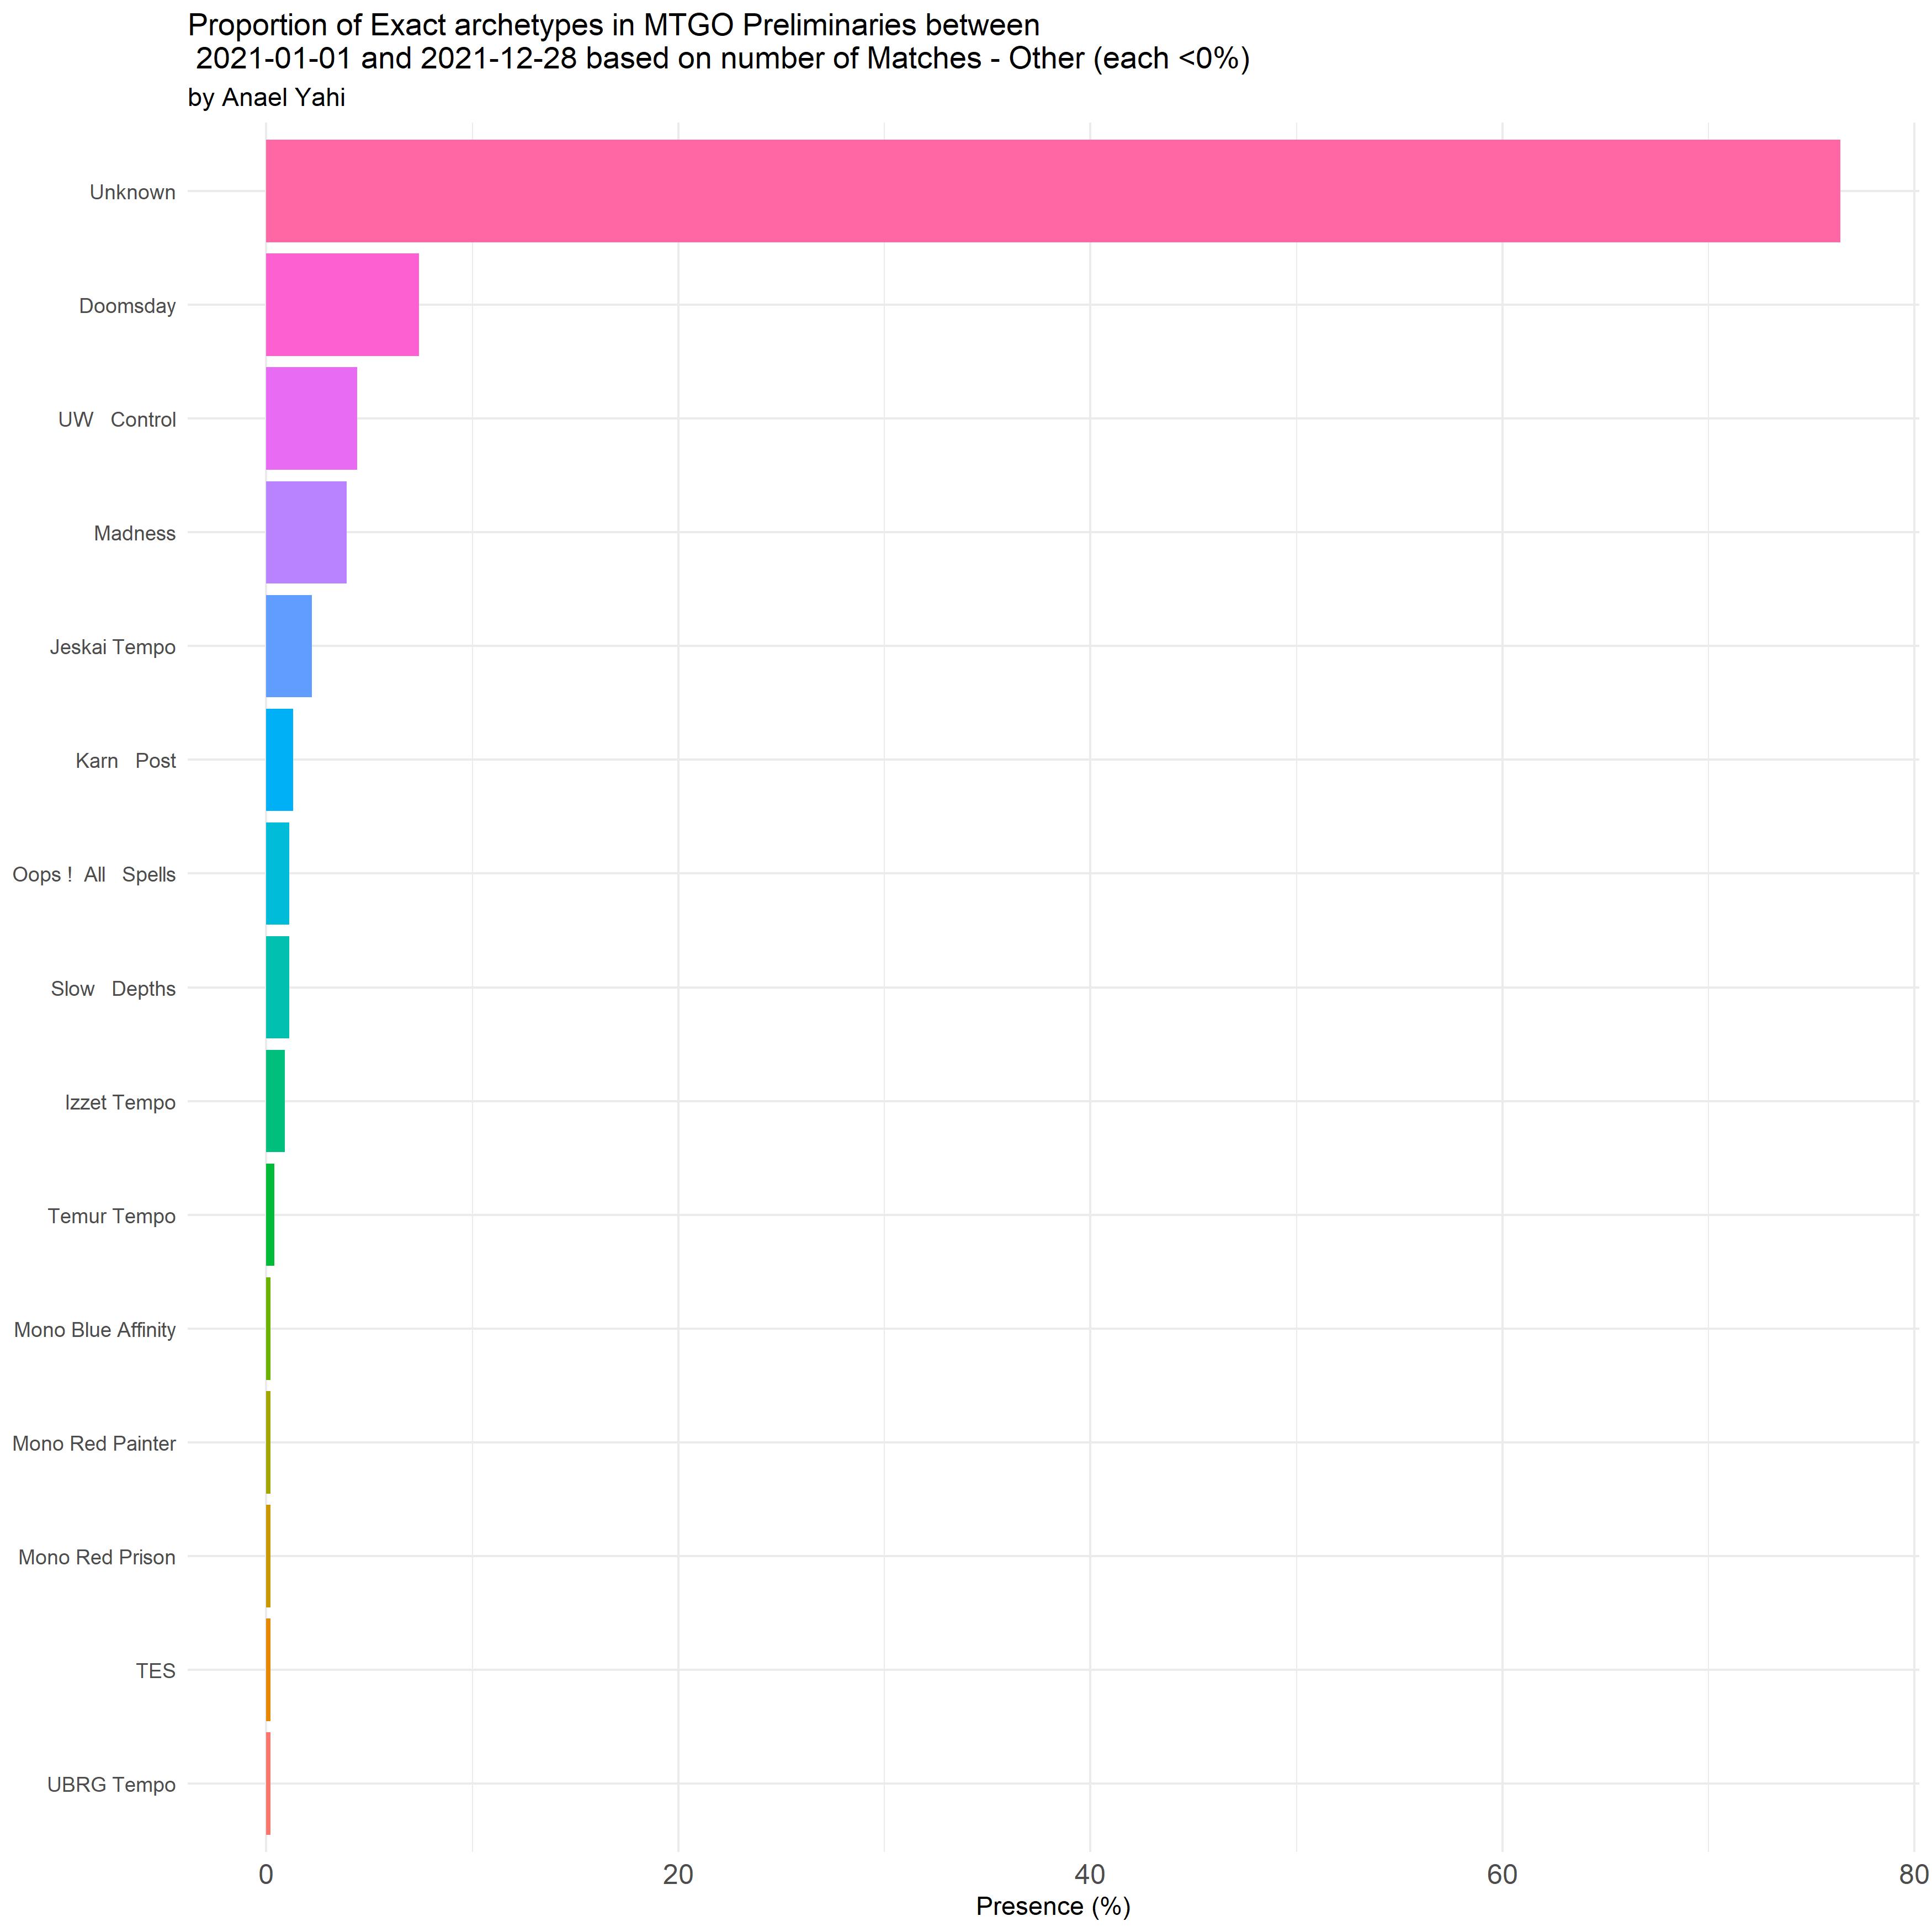 Proportion of Exact archetypes in MTGO Preliminaries between
2021-01-01 and 2021-12-28 based on number of Matches - Other (each <0%)
by Anael Yahi
Unknown
Doomsday
UW   Control
Madness
Jeskai Tempo
Karn   Post
Oops !  All   Spells
Slow   Depths
Izzet Tempo
Temur Tempo
Mono Blue Affinity
Mono Red Painter
Mono Red Prison
TES
UBRG Tempo
0 20 40 60 80
Presence (%)